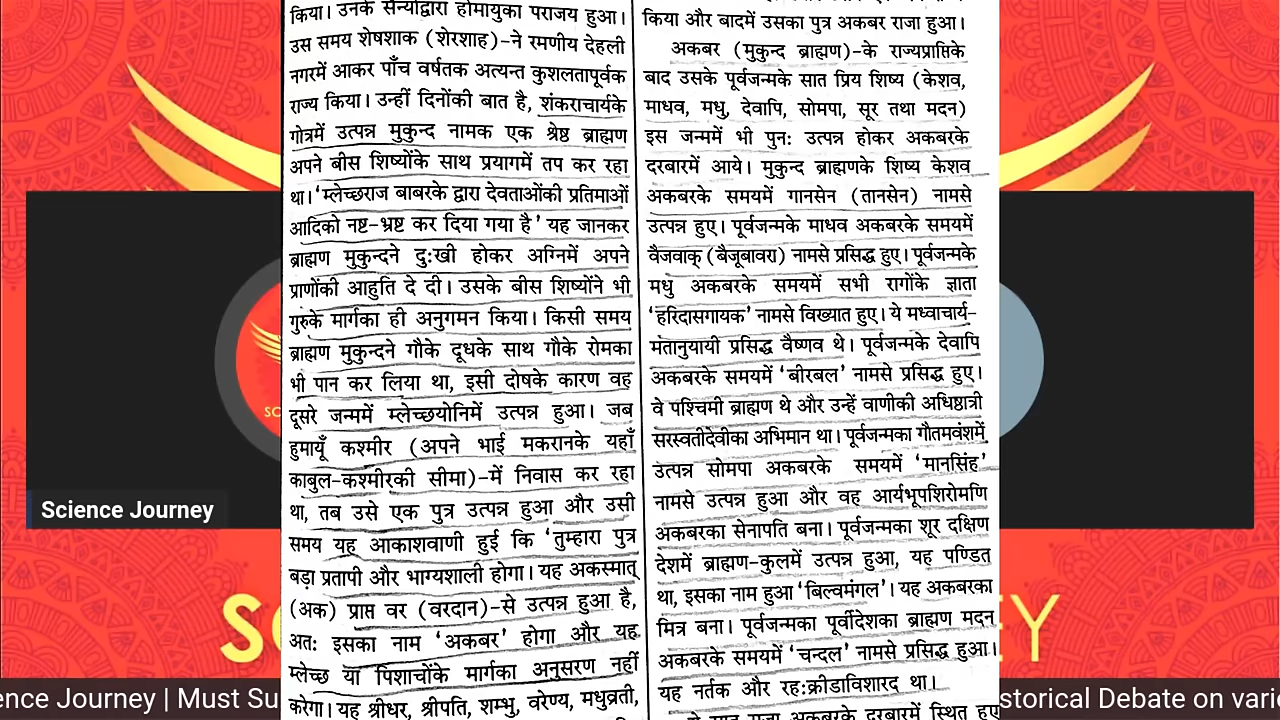 किया। उनके सैन्योंद्वारा होमायुका पराजय हुआ।
उस समय शेषशाक (शेरशाह)-ने रमणीय देहली
नगरमें आकर पाँच वर्षतक अत्यन्त कुशलतापूर्वक
राज्य किया। उन्हीं दिनोंकी बात है, शंकराचार्यके
गोत्रमें उत्पन्न मुकुन्द नामक एक श्रेष्ठ ब्राह्मण
अपने बीस शिष्योंके साथ प्रयागमें तप कर रहा
था। 'म्लेच्छराज बाबरके द्वारा देवताओंकी प्रतिमाओं
आदिको नष्ट-भ्रष्ट कर दिया गया है' यह जानकर
ब्राह्मण मुकुन्दने दुःखी होकर अग्निमें अपने
प्राणोंकी आहुति दे दी। उसके बीस शिष्योंने भी
गुरुके मार्गका ही अनुगमन किया। किसी समय
ब्राह्मण मुकुन्दने गौके दूधके साथ गौके रोमका
भी पान कर लिया था, इसी दोषके कारण वह
दूसरे जन्ममें म्लेच्छयोनिमें उत्पन्न हुआ। जब
हुमायूँ कश्मीर (अपने भाई मकरानके यहाँ
काबुल-कश्मीरकी सीमा)-में निवास कर रहा
था, तब उसे एक पुत्र उत्पन्न हुआ और उसी
समय यह आकाशवाणी हुई कि 'तुम्हारा पुत्र
बड़ा प्रतापी और भाग्यशाली होगा। यह अकस्मात्
(अक) प्राप्त वर (वरदान)-से उत्पन्न हुआ है,
अतः इसका नाम 'अकबर' होगा और यह
म्लेच्छ या पिशाचोंके मार्गका अनुसरण नहीं
करेगा। यह श्रीधर, श्रीपति, शम्भु, वरेण्य, मधुव्रती,
किया और बादमें उसका पुत्र अकबर राजा हुआ।
अकबर (मुकुन्द ब्राह्मण)-के राज्यप्राप्तिके
बाद उसके पूर्वजन्मके सात प्रिय शिष्य (केशव,
माधव, मधु, देवापि, सोमपा, सूर तथा मदन)
इस जन्ममें भी पुनः उत्पन्न होकर अकबरके
दरबारमें आये। मुकुन्द ब्राह्मणके शिष्य केशव
अकबरके समयमें गानसेन (तानसेन) नामसे
उत्पन्न हुए। पूर्वजन्मके माधव अकबरके समयमें
वैजवाक् (बैजूबावरा) नामसे प्रसिद्ध हुए। पूर्वजन्मके
मधु अकबरके समयमें सभी रागोंके ज्ञाता
'हरिदासगायक' नामसे विख्यात हुए। ये मध्वाचार्य-
मतानुयायी प्रसिद्ध वैष्णव थे। पूर्वजन्मके देवापि
अकबरके समयमें 'बीरबल' नामसे प्रसिद्ध हुए।
वे पश्चिमी ब्राह्मण थे और उन्हें वाणीकी अधिष्ठात्री
सरस्वतीदेवीका अभिमान था। पूर्वजन्मका गौतमवंशमें
उत्पन्न सोमपा अकबरके समयमें 'मानसिंह'
नामसे उत्पन्न हुआ और वह आर्यभूपशिरोमणि
अकबरका सेनापति बना। पूर्वजन्मका शूर दक्षिण
देशमें ब्राह्मण-कुलमें उत्पन्न हुआ, यह पण्डित
था, इसका नाम हुआ 'बिल्वमंगल'। यह अकबरका
मित्र बना। पूर्वजन्मका पूर्वीदेशका ब्राह्मण मदन
अकबरके समयमें 'चन्दल' नामसे प्रसिद्ध हुआ।
यह नर्तक और रहःक्रीडाविशारद था।
अकबरके दरबारमें स्थित हुए
Science Journey
ence Journey | Must Su
storical Debate on vari